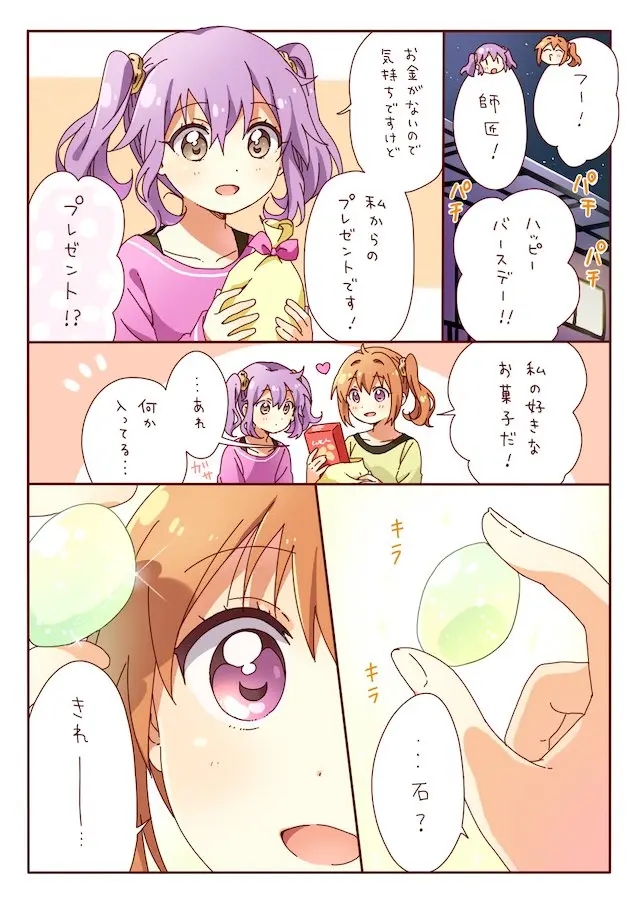 フー!
師匠!
パチ
パチ
パチ
ハッピー
バースデー!!
お金がないので
気持ちですけど
私からの
プレゼントです!
プレゼント!?
私の好きな
お菓子だ!
…あれ
何か
入ってる…
ガサ
キラ
キラ
…石?
きれ――…